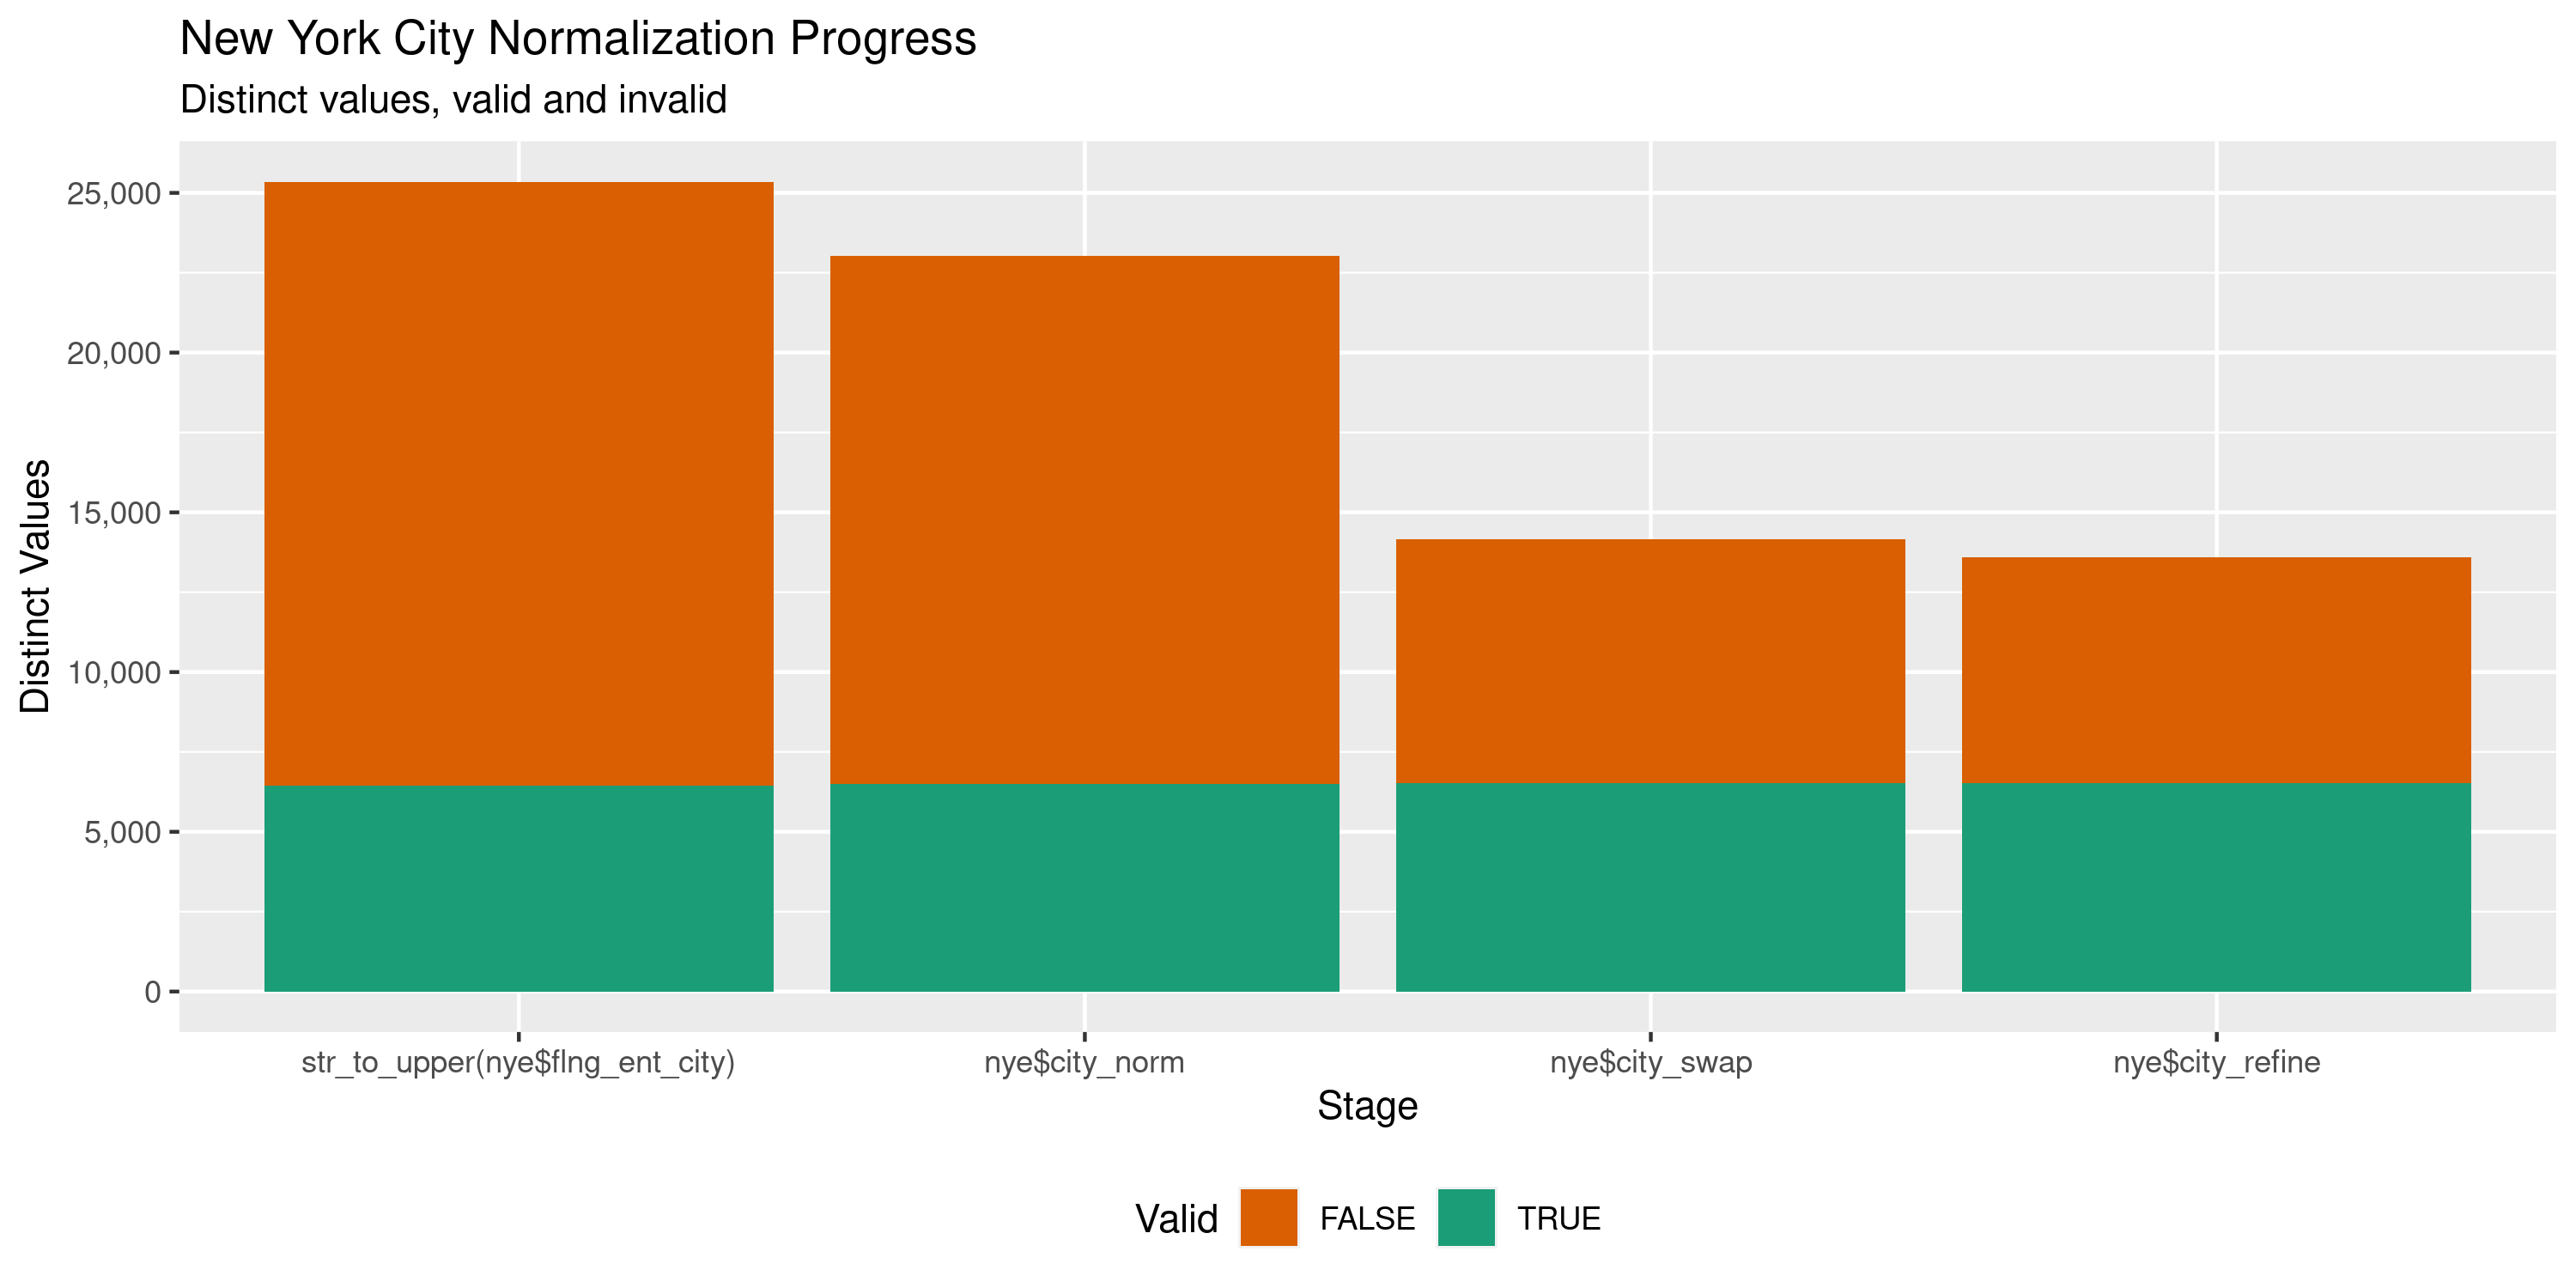 New York City Normalization Progress
Distinct values, valid and invalid
25,000
20,000
15,000
10,000
5,000
0
Distinct Values
str_to_upper(nye$flng_ent_city)
nye$city_norm
nye$city_swap
nye$city_refine
Stage
Valid
FALSE
TRUE